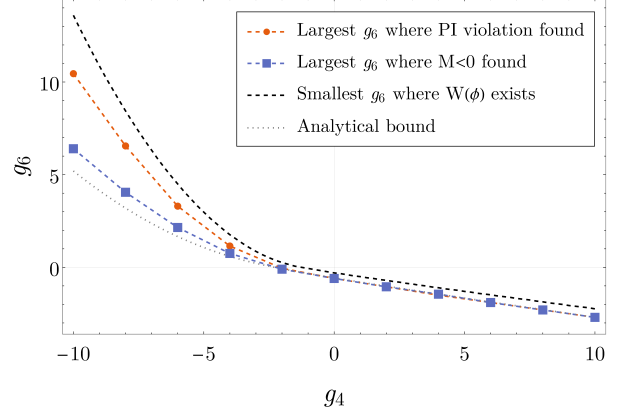 Largest g₆ where PI violation found
Largest g₆ where M<0 found
Smallest g₆ where W(ϕ) exists
Analytical bound
10
5
0
g₆
-10
-5
0
5
10
g₄